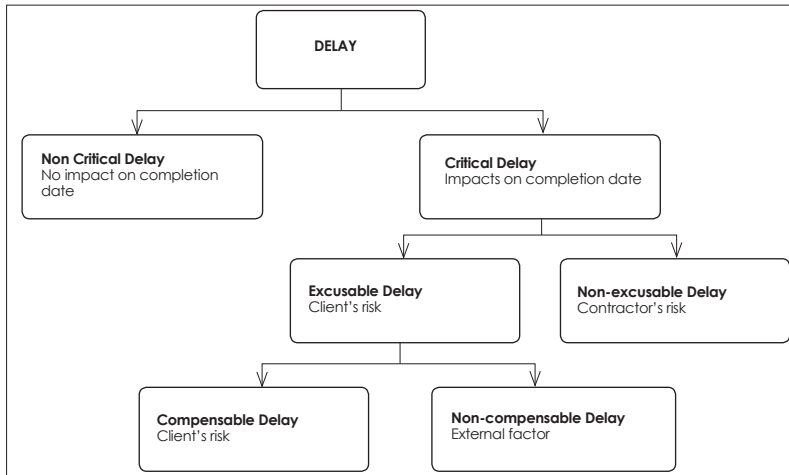 DELAY
Non Critical Delay
No impact on completion
date
Critical Delay
Impacts on completion date
Excusable Delay
Client’s risk
Non-excusable Delay
Contractor’s risk
Compensable Delay
Client’s risk
Non-compensable Delay
External factor